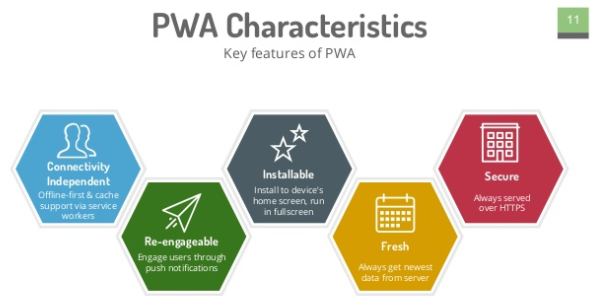 PWA Characteristics
11
Key features of PWA
Connectivity
Independent
Offline-first & cache
support via service
workers
Re-engageable
Engage users through
push notifications
Installable
Install to device's
home screen, run
in fullscreen
Fresh
Always get newest
data from server
Secure
Always served
over HTTPS